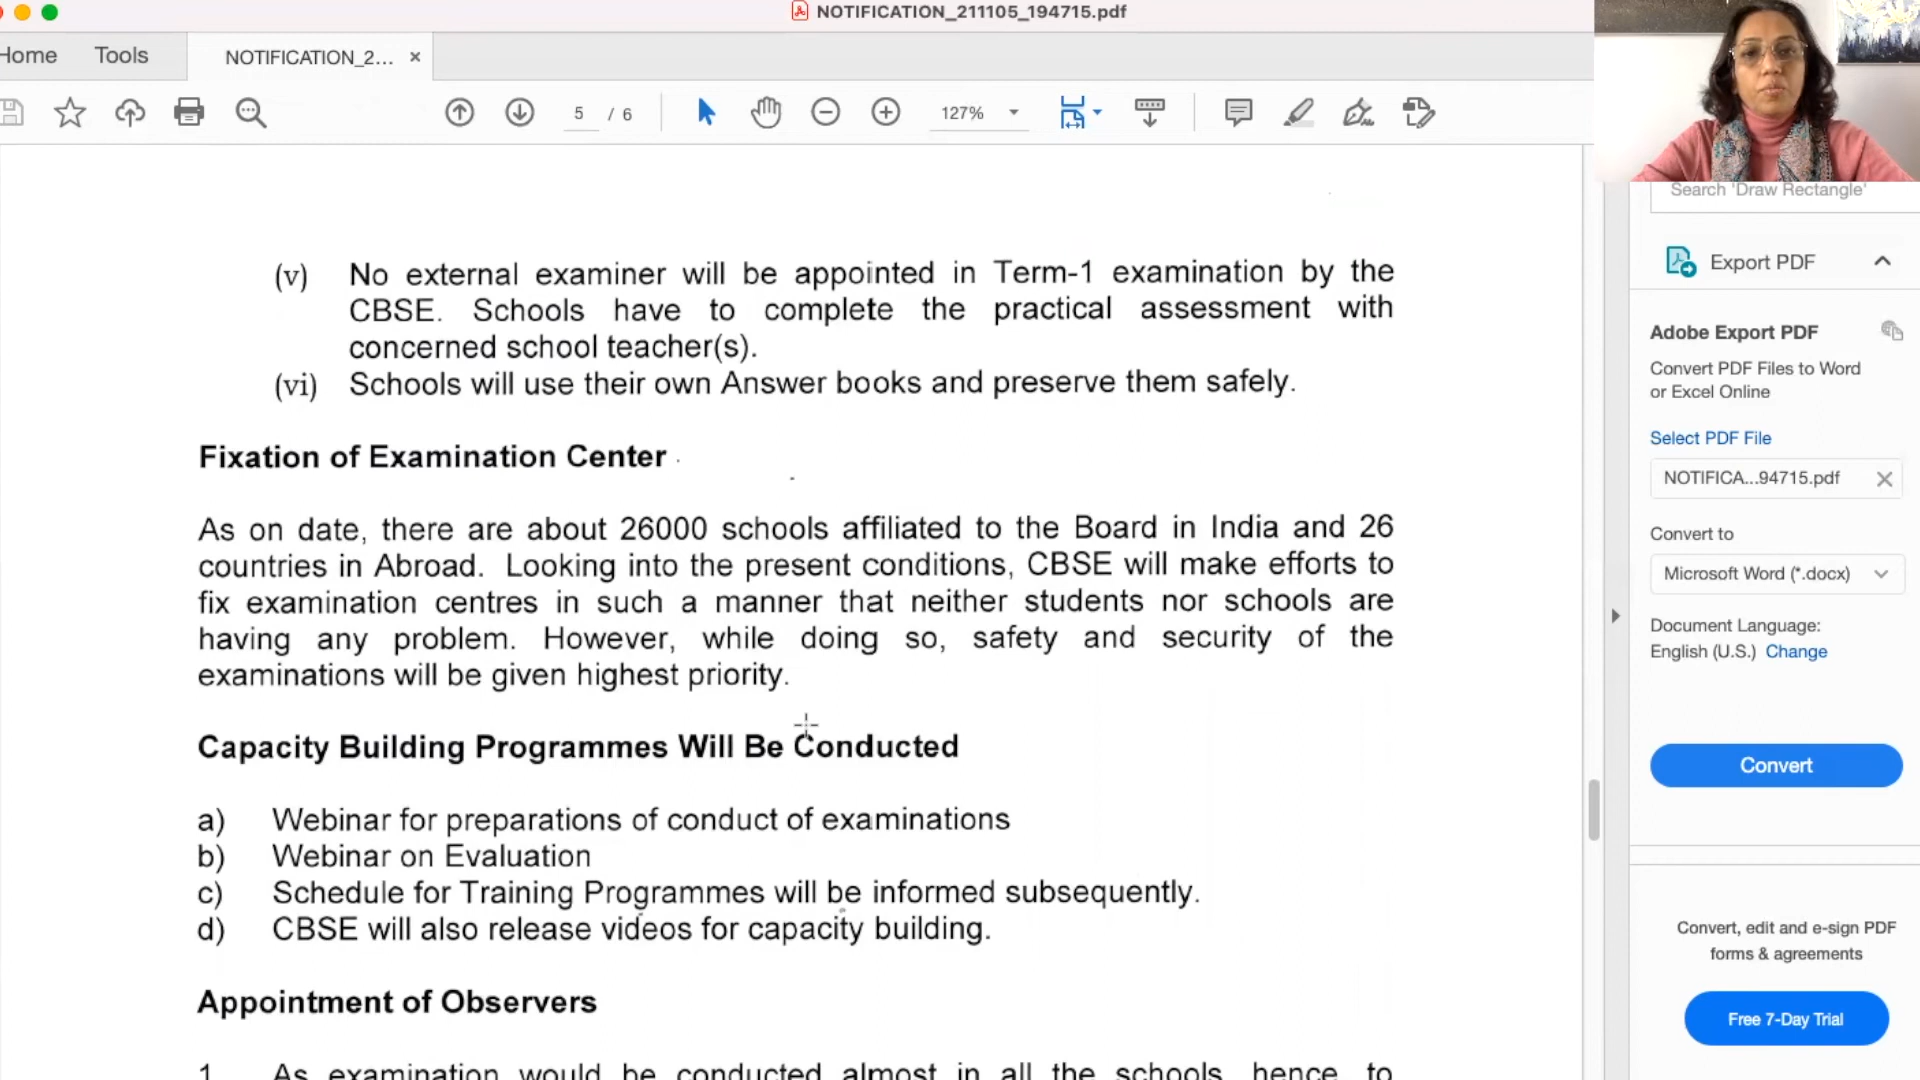 NOTIFICATION_211105_194715.pdf
Home
Tools
NOTIFICATION_2... ×
5 / 6
127%
Search 'Draw Rectangle'
Export PDF
Adobe Export PDF
Convert PDF Files to Word
or Excel Online
Select PDF File
NOTIFICA...94715.pdf
Convert to
Microsoft Word (*.docx)
Document Language:
English (U.S.) Change
Convert
Convert, edit and e-sign PDF
forms & agreements
Free 7-Day Trial
(v) No external examiner will be appointed in Term-1 examination by the
CBSE. Schools have to complete the practical assessment with
concerned school teacher(s).
(vi) Schools will use their own Answer books and preserve them safely.
Fixation of Examination Center
As on date, there are about 26000 schools affiliated to the Board in India and 26
countries in Abroad. Looking into the present conditions, CBSE will make efforts to
fix examination centres in such a manner that neither students nor schools are
having any problem. However, while doing so, safety and security of the
examinations will be given highest priority.
Capacity Building Programmes Will Be Conducted
a) Webinar for preparations of conduct of examinations
b) Webinar on Evaluation
c) Schedule for Training Programmes will be informed subsequently.
d) CBSE will also release videos for capacity building.
Appointment of Observers
1. As examination would be conducted almost in all the schools, hence, to